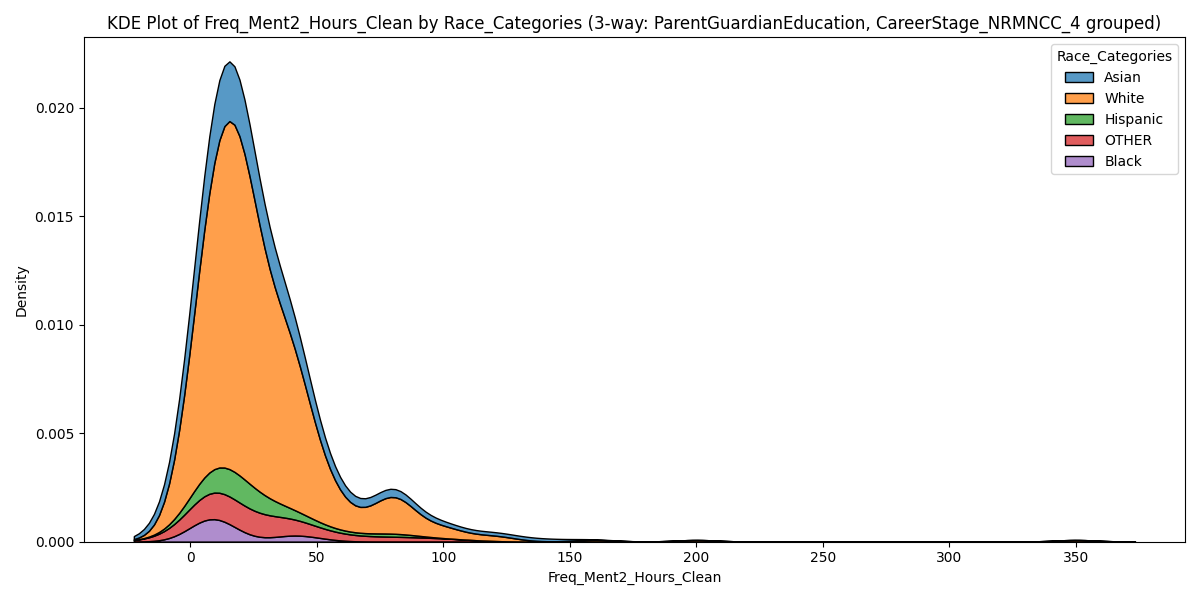 KDE Plot of Freq_Ment2_Hours_Clean by Race_Categories (3-way: ParentGuardianEducation, CareerStage_NRMNCC_4 grouped)
Race_Categories
Asian
White
Hispanic
OTHER
Black
Density
0.020
0.015
0.010
0.005
0.000
0 50 100 150 200 250 300 350
Freq_Ment2_Hours_Clean